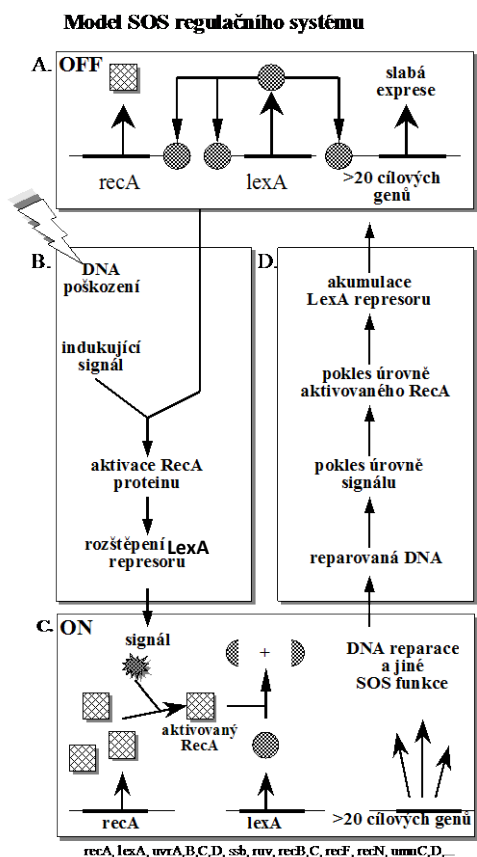 Model SOS regulačního systému
A. OFF
slabá
exprese
recA
lexA
>20 cílových
genů
B.
DNA
poškození
indukující
signál
aktivace RecA
proteinu
rozštěpení LexA
represoru
D.
akumulace
LexA represoru
pokles úrovně
aktivovaného RecA
pokles úrovně
signálu
reparovaná DNA
C. ON
signál
+
DNA reparace
a jiné
SOS funkce
aktivovaný
RecA
recA
lexA
>20 cílových genů
recA, lexA, uvrA,B,C,D, ssb, ruv, recB,C, recF, recN, umuC,D,...